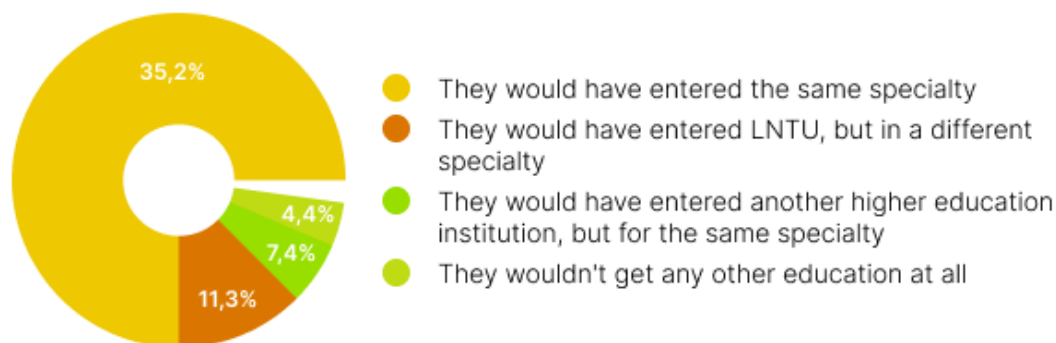 35,2%
They would have entered the same specialty
They would have entered LNTU, but in a different
specialty
They would have entered another higher education
institution, but for the same specialty
4,4%
7,4%
They wouldn't get any other education at all
11,3%